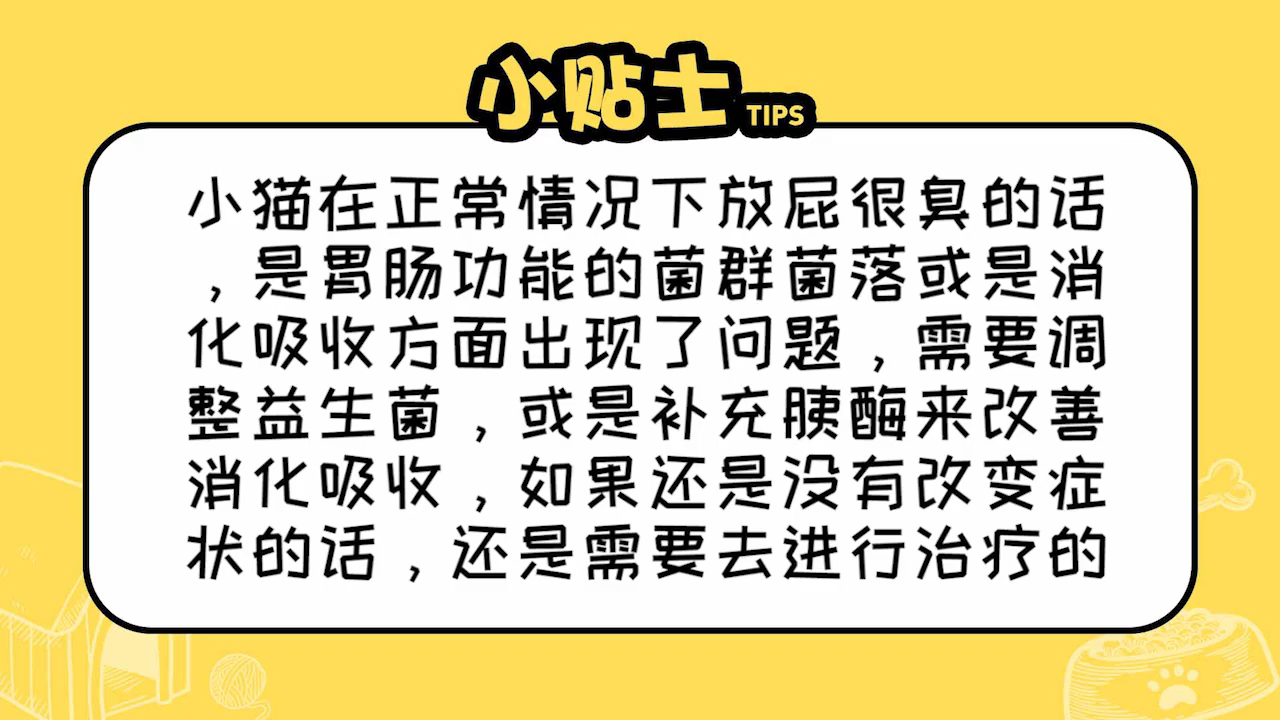 小贴士 TIPS
小猫在正常情况下放屁很臭的话
，是胃肠功能的菌群菌落或是消
化吸收方面出现了问题，需要调
整益生菌，或是补充胰酶来改善
消化吸收，如果还是没有改变症
状的话，还是需要去进行治疗的